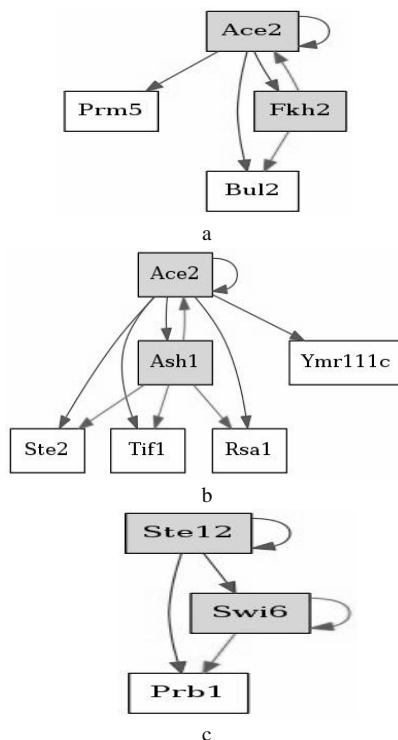 Ace2
Prm5 Fkh2
Bul2
a
Ace2
Ash1 Ymr111c
Ste2 Tif1 Rsa1
b
Ste12
Swi6
Prb1
c